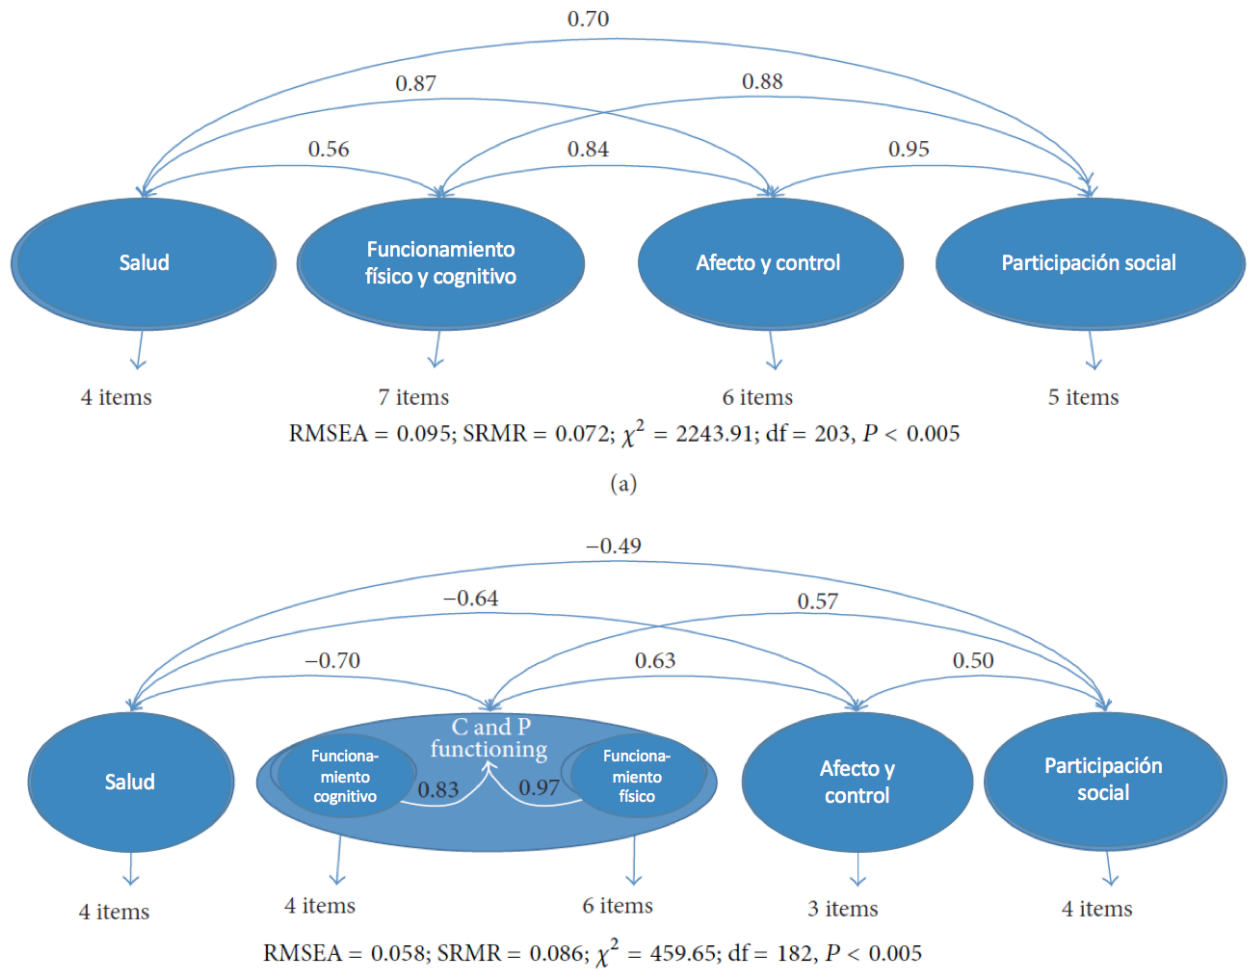 0.70
0.87
0.88
0.56
0.84
0.95
Salud
Funcionamiento
físico y cognitivo
Afecto y control
Participación social
4 items
7 items
6 items
5 items
RMSEA = 0.095; SRMR = 0.072; χ² = 2243.91; df = 203, P < 0.005
(a)
−0.49
−0.64
0.57
−0.70
0.63
0.50
Salud
C and P
functioning
Funciona-
miento
cognitivo
0.83
0.97
Funciona-
miento
físico
Afecto y
control
Participación
social
4 items
4 items
6 items
3 items
4 items
RMSEA = 0.058; SRMR = 0.086; χ² = 459.65; df = 182, P < 0.005